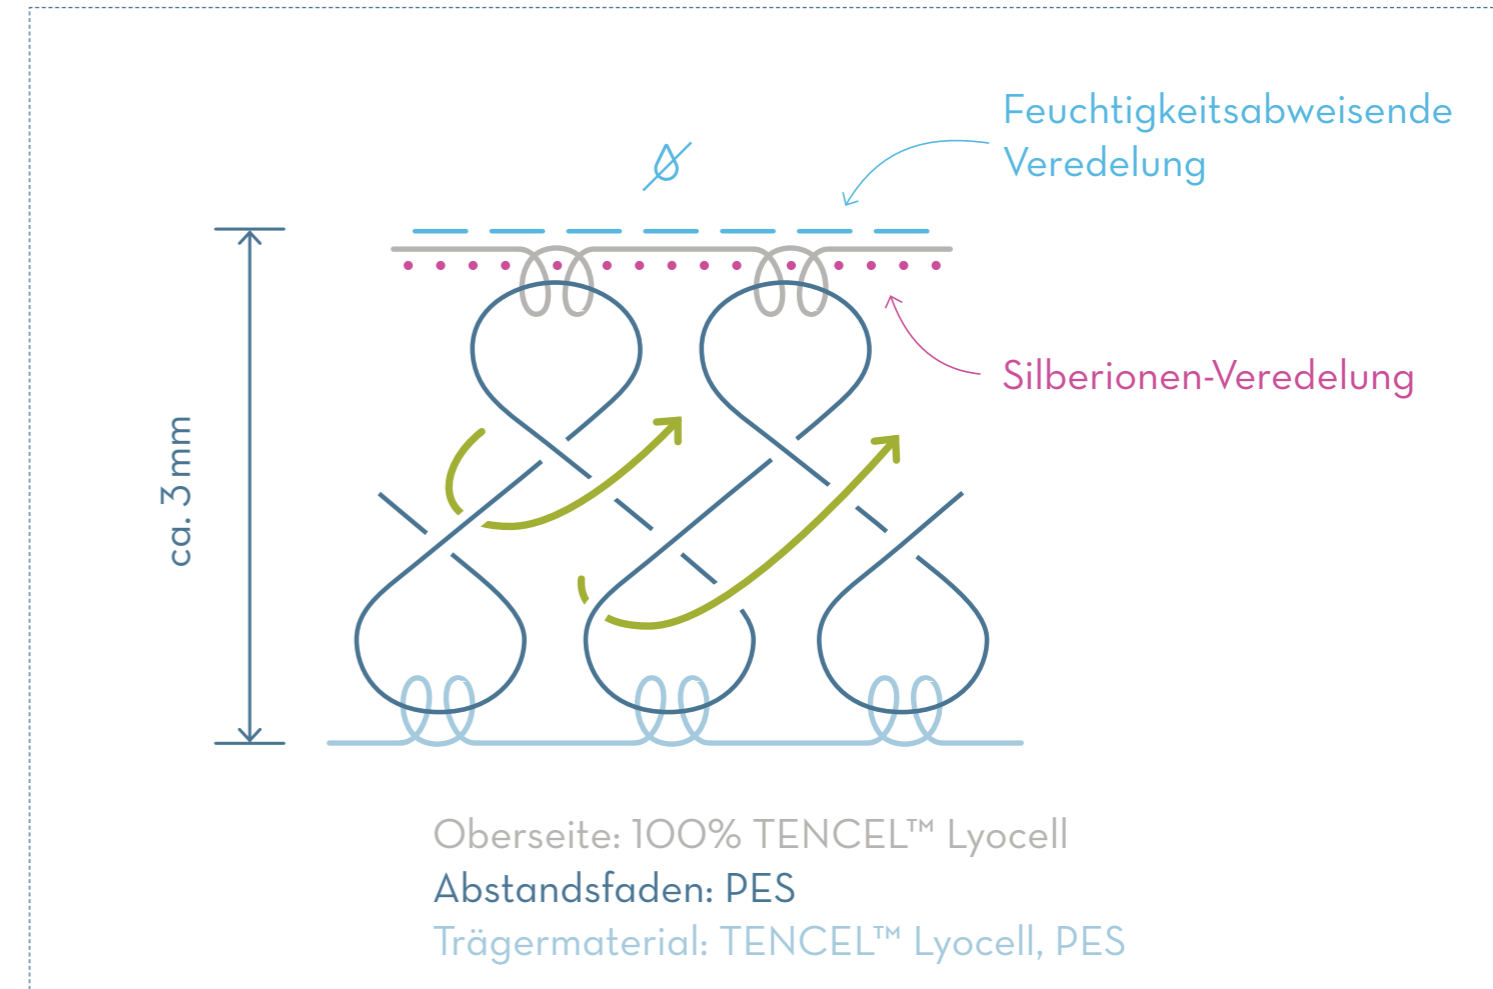 Feuchtigkeitsabweisende
Veredelung
Silberionen-Veredelung
ca. 3 mm
Oberseite: 100% TENCEL™ Lyocell
Abstandsfaden: PES
Trägermaterial: TENCEL™ Lyocell, PES